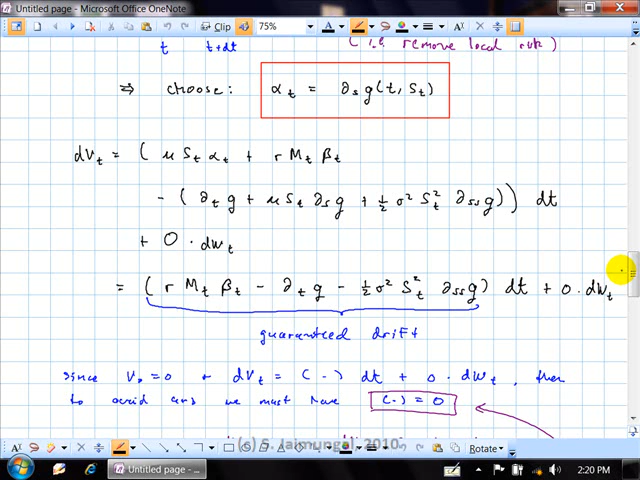 Untitled page - Microsoft Office OneNote
Clip
75%
t t+dt
(i.e. remove local risk)
⇒ choose: α_t = ∂_s g(t, S_t)
dV_t = ( μ S_t α_t + r M_t β_t
- ( ∂_t g + μ S_t ∂_s g + ½ σ² S_t² ∂_ss g ) ) dt
+ 0 · dW_t
= ( r M_t β_t - ∂_t g - ½ σ² S_t² ∂_ss g ) dt + 0 · dW_t
guaranteed drift
Since V_0 = 0 + dV_t = (~) dt + 0 · dW_t , then
to avoid arb we must have (~) = 0
(c) S. Jaimungal, 2010
Rotate
Untitled page - Mic...
2:20 PM